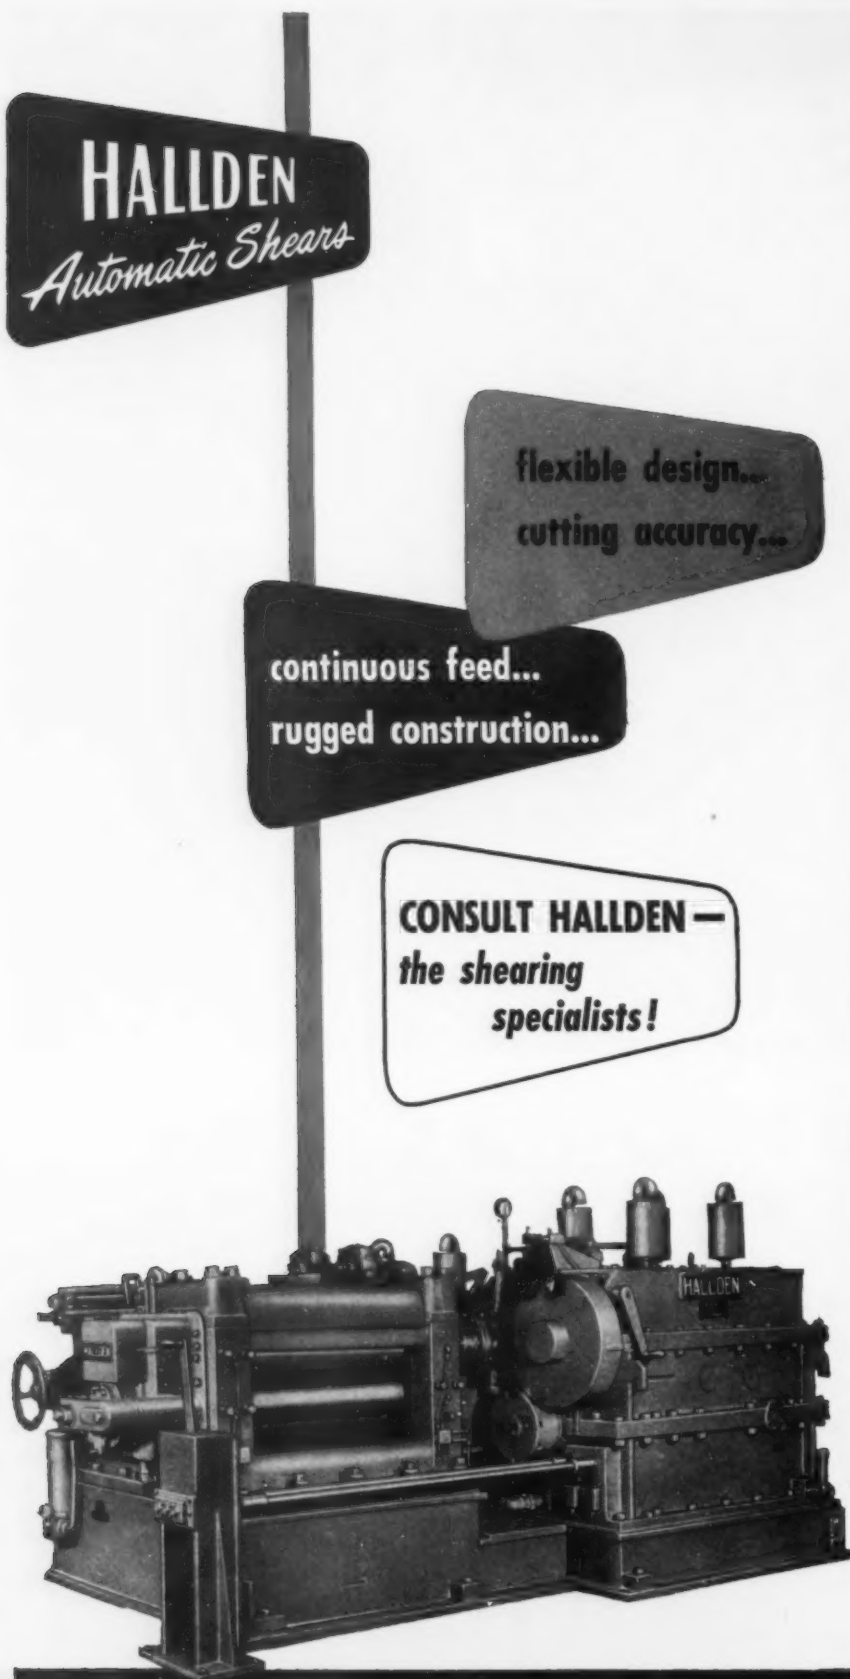 HALLDEN
Automatic Shears
flexible design...
cutting accuracy...
continuous feed...
rugged construction...
CONSULT HALLDEN —
the shearing
specialists!
HALLDEN